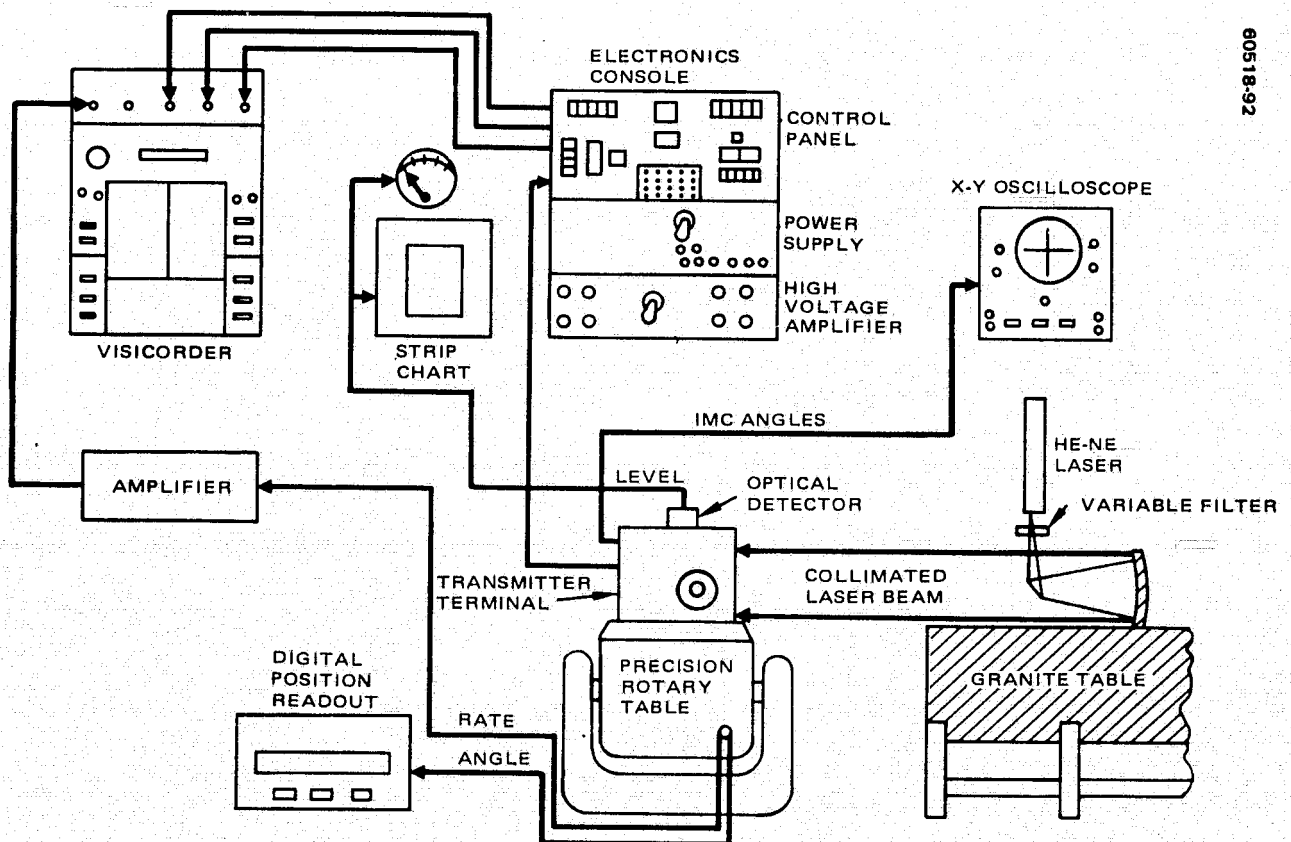 60518-92
ELECTRONICS
CONSOLE
CONTROL
PANEL
X-Y OSCILLOSCOPE
POWER
SUPPLY
HIGH
VOLTAGE
AMPLIFIER
VISICORDER
STRIP
CHART
IMC ANGLES
HE-NE
LASER
AMPLIFIER
LEVEL
OPTICAL
DETECTOR
VARIABLE FILTER
TRANSMITTER
TERMINAL
COLLIMATED
LASER BEAM
DIGITAL
POSITION
READOUT
PRECISION
ROTARY
TABLE
GRANITE TABLE
RATE
ANGLE